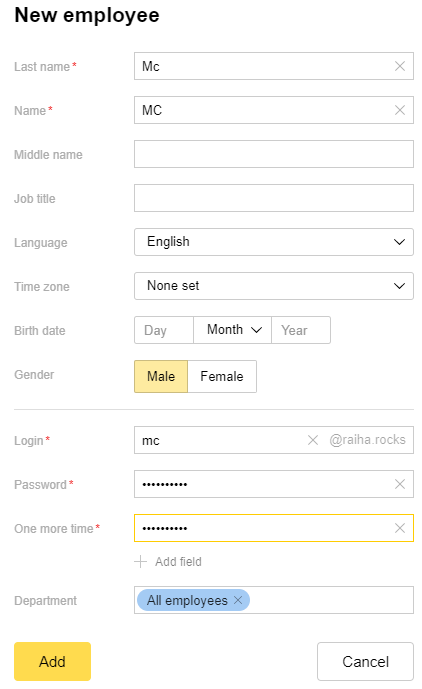 New employee
Last name* Mc
Name* MC
Middle name
Job title
Language English
Time zone None set
Birth date Day Month Year
Gender Male Female
Login* mc @raiha.rocks
Password* ••••••••••
One more time* ••••••••••
Add field
Department All employees
Add Cancel